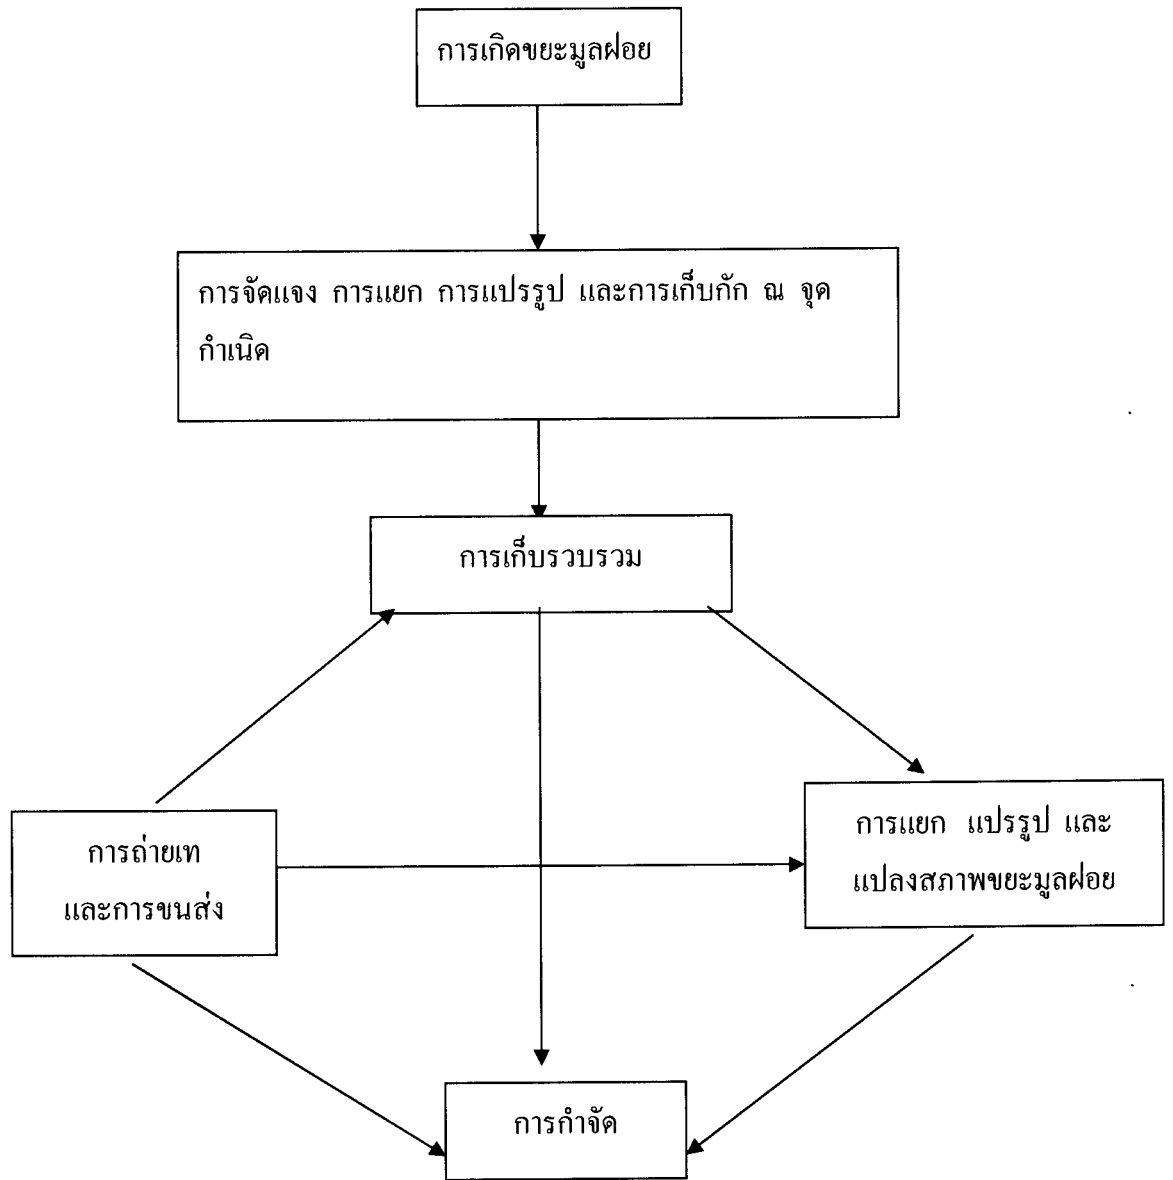 การเกิดขยะมูลฝอย
การจัดแจง การแยก การแปรรูป และการเก็บกัก ณ จุด
กำเนิด
การเก็บรวบรวม
การถ่ายเท
และการขนส่ง
การแยก แปรรูป และ
แปลงสภาพขยะมูลฝอย
การกำจัด